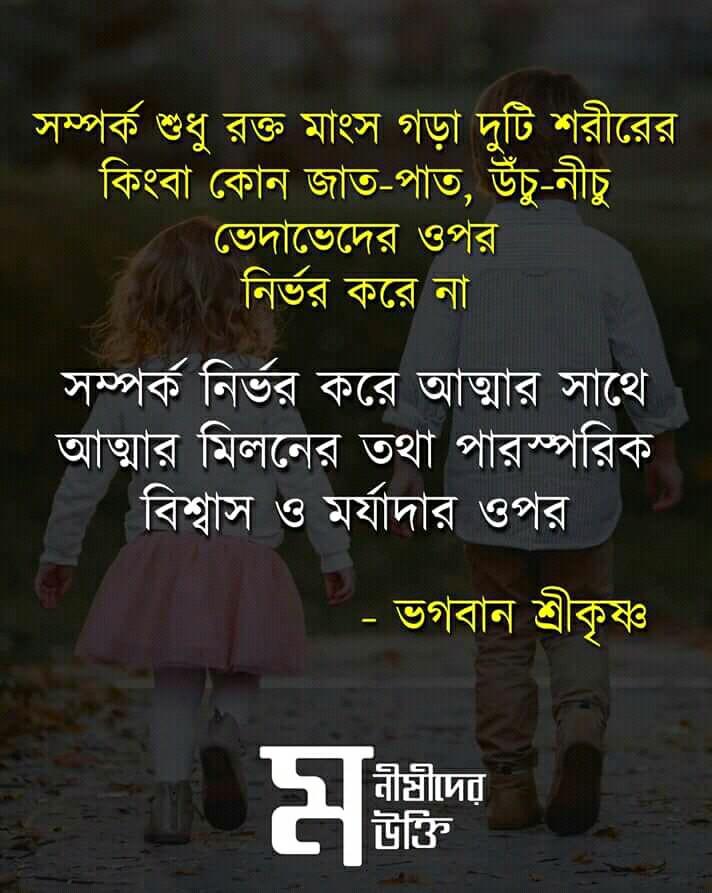 সম্পর্ক শুধু রক্ত মাংস গড়া দুটি শরীরের
কিংবা কোন জাত-পাত, উঁচু-নীচু
ভেদাভেদের ওপর
নির্ভর করে না
সম্পর্ক নির্ভর করে আত্মার সাথে
আত্মার মিলনের তথা পারস্পরিক
বিশ্বাস ও মর্যাদার ওপর
- ভগবান শ্রীকৃষ্ণ
মনীষীদের
উক্তি